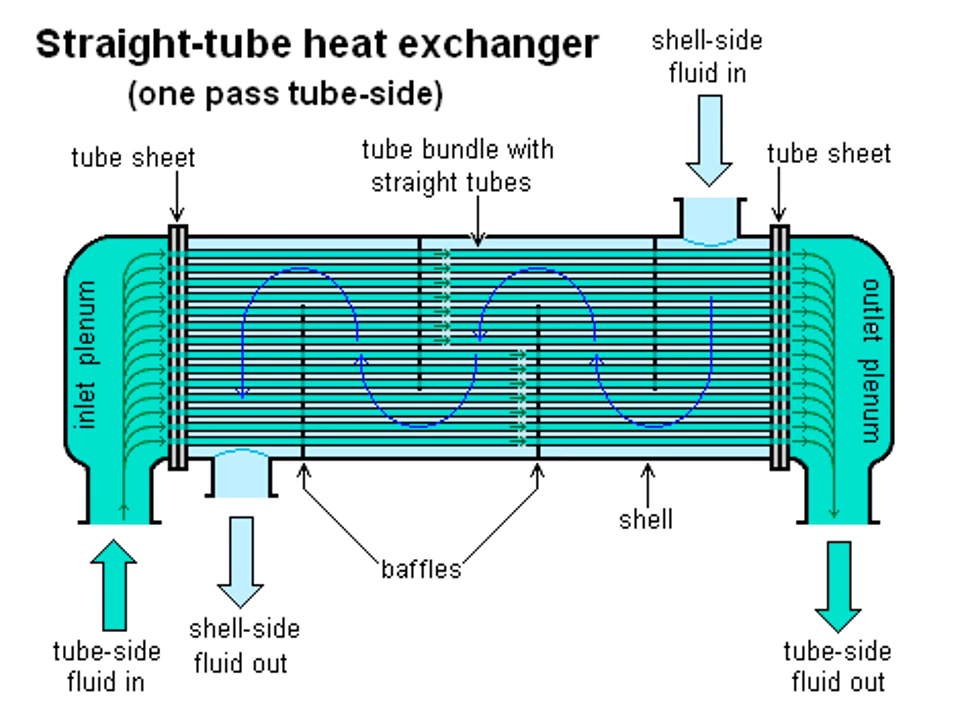 Straight-tube heat exchanger
(one pass tube-side)
shell-side
fluid in
tube sheet
tube bundle with
straight tubes
tube sheet
inlet plenum
outlet plenum
shell
baffles
tube-side
fluid in
shell-side
fluid out
tube-side
fluid out